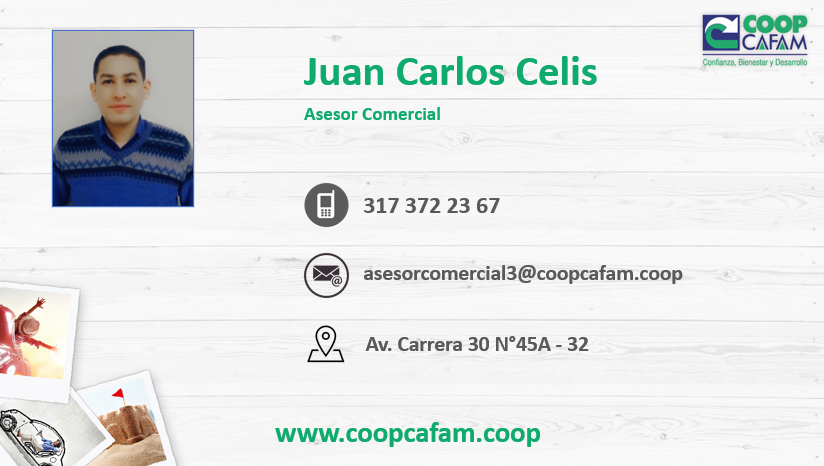 COOP
CAFAM
Confianza, Bienestar y Desarrollo
Juan Carlos Celis
Asesor Comercial
317 372 23 67
@
asesorcomercial3@coopcafam.coop
Av. Carrera 30 N°45A - 32
www.coopcafam.coop